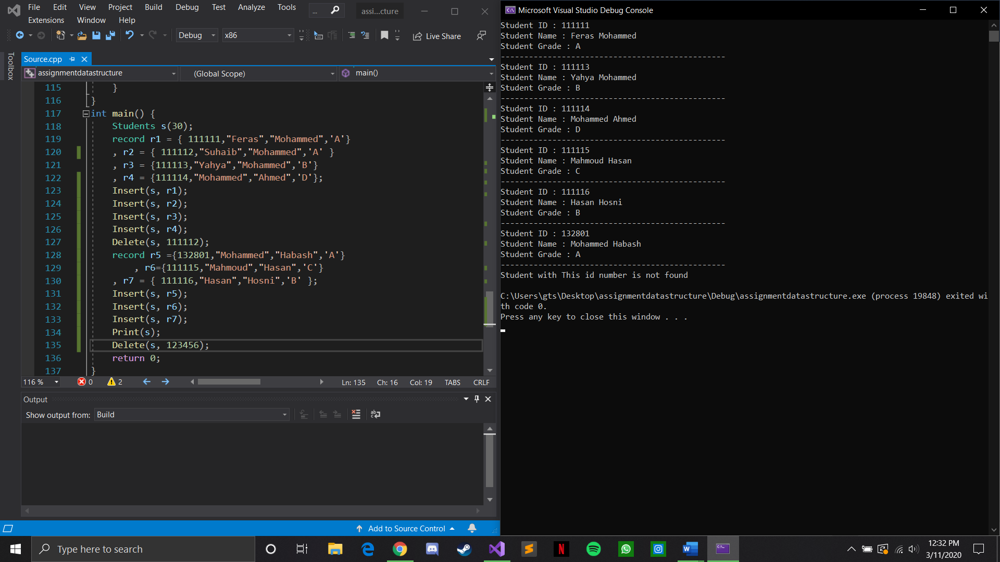 File Edit View Project Build Debug Test Analyze Tools ... assi...cture
Extensions Window Help
Debug x86 Live Share
Toolbox
Source.cpp
assignmentdatastructure (Global Scope) main()
115 }
116 }
117 int main() {
118 Students s(30);
119 record r1 = { 111111,"Feras","Mohammed",'A'}
120 , r2 = { 111112,"Suhaib","Mohammed",'A' }
121 , r3 = {111113,"Yahya","Mohammed",'B'}
122 , r4 = {111114,"Mohammed","Ahmed",'D'};
123 Insert(s, r1);
124 Insert(s, r2);
125 Insert(s, r3);
126 Insert(s, r4);
127 Delete(s, 111112);
128 record r5 ={132801,"Mohammed","Habash",'A'}
129 , r6={111115,"Mahmoud","Hasan",'C'}
130 , r7 = { 111116,"Hasan","Hosni",'B' };
131 Insert(s, r5);
132 Insert(s, r6);
133 Insert(s, r7);
134 Print(s);
135 Delete(s, 123456);
136 return 0;
137 }
116 % 0 2 Ln: 135 Ch: 16 Col: 19 TABS CRLF
Output
Show output from: Build
Add to Source Control
Microsoft Visual Studio Debug Console
Student ID : 111111
Student Name : Feras Mohammed
Student Grade : A
------------------------------------------------
Student ID : 111113
Student Name : Yahya Mohammed
Student Grade : B
------------------------------------------------
Student ID : 111114
Student Name : Mohammed Ahmed
Student Grade : D
------------------------------------------------
Student ID : 111115
Student Name : Mahmoud Hasan
Student Grade : C
------------------------------------------------
Student ID : 111116
Student Name : Hasan Hosni
Student Grade : B
------------------------------------------------
Student ID : 132801
Student Name : Mohammed Habash
Student Grade : A
------------------------------------------------
Student with This id number is not found
C:\Users\gts\Desktop\assignmentdatastructure\Debug\assignmentdatastructure.exe (process 19848) exited wi
th code 0.
Press any key to close this window . . .
Type here to search
12:32 PM
3/11/2020